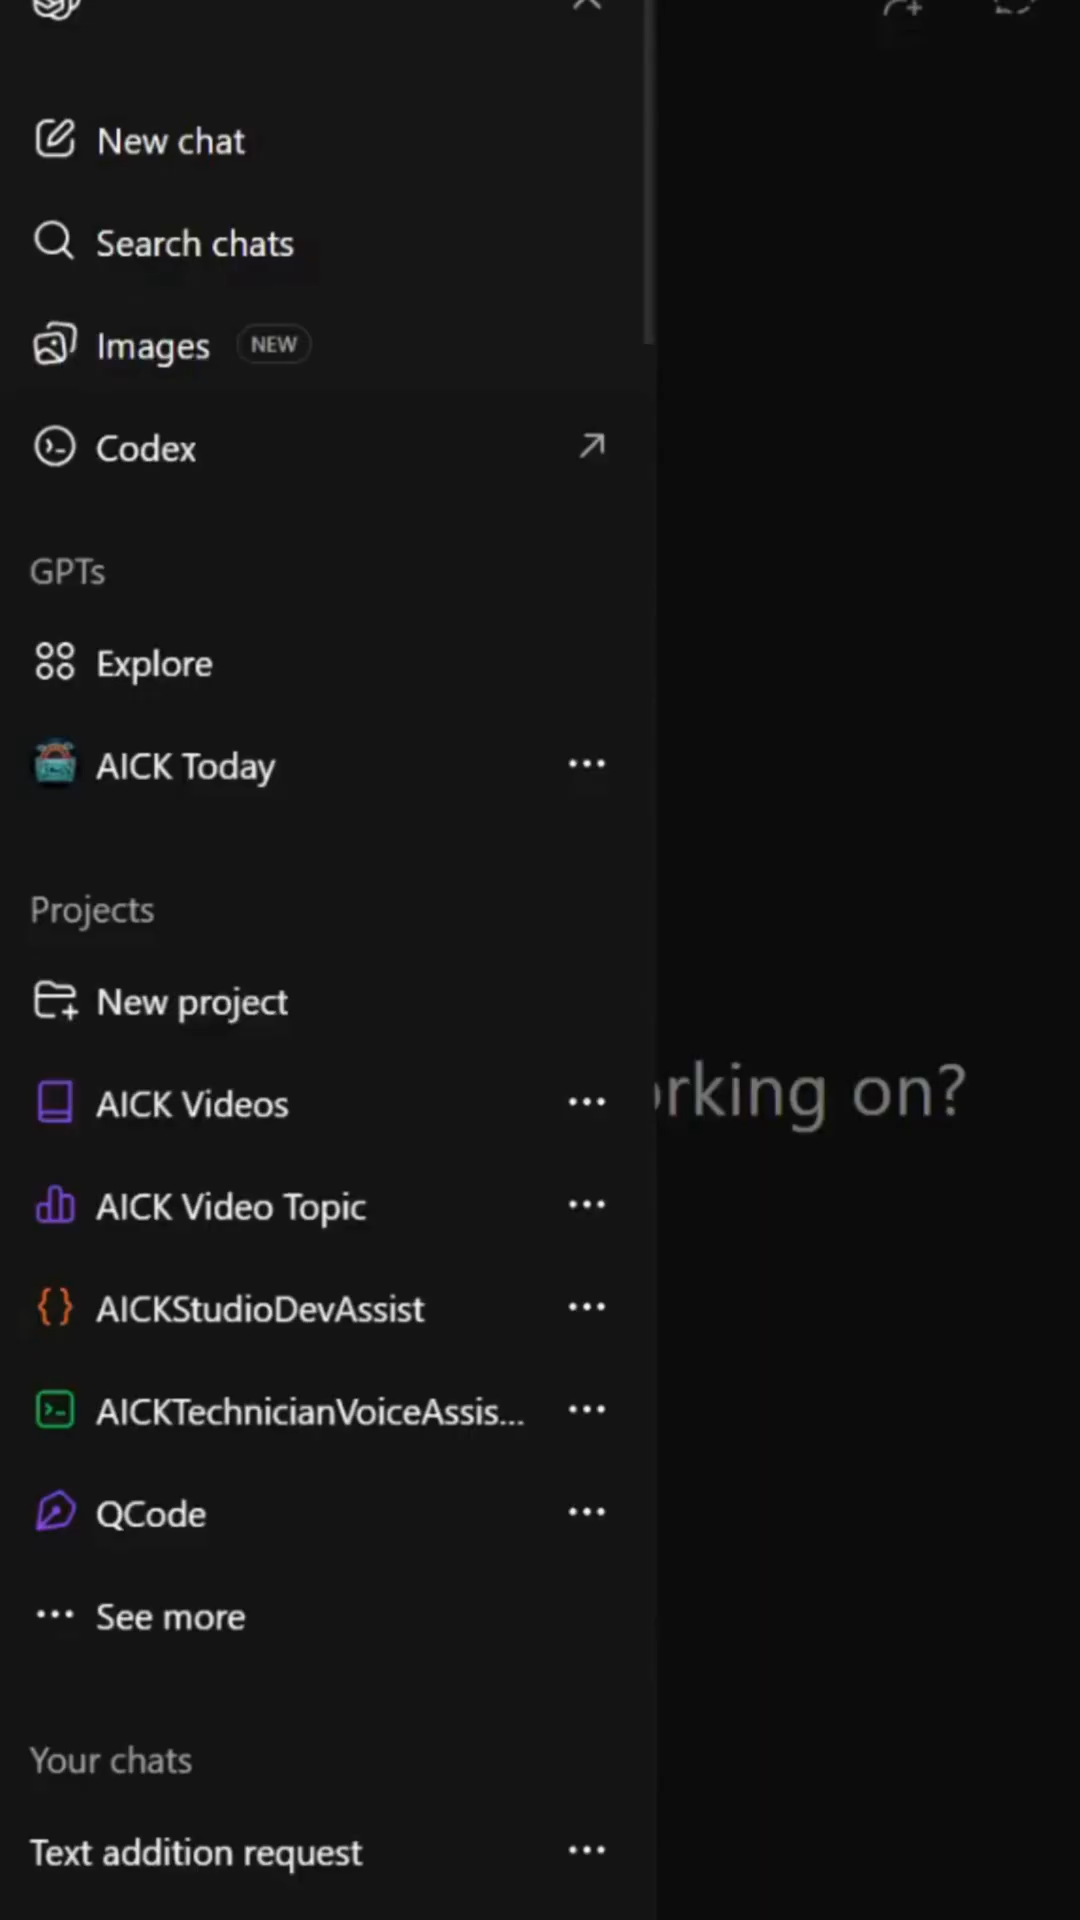 New chat
Search chats
Images NEW
Codex
GPTs
Explore
AICK Today
Projects
New project
AICK Videos
orking on?
AICK Video Topic
AICKStudioDevAssist
AICKTechnicianVoiceAssis...
QCode
See more
Your chats
Text addition request